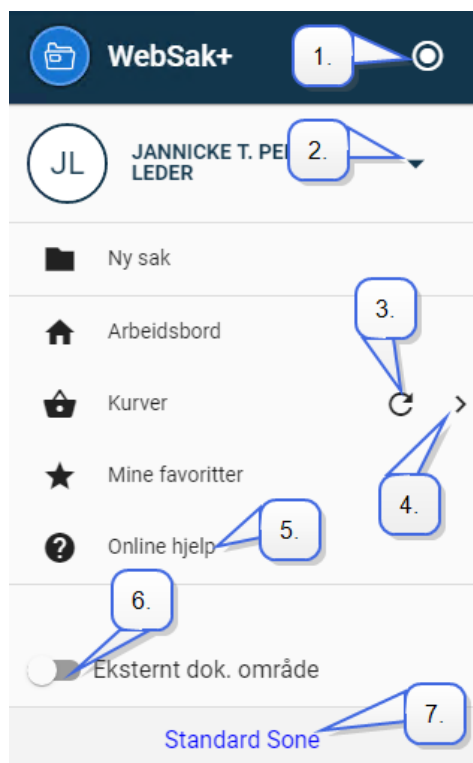 WebSak+
1.
JL
JANNICKE T.
2.
LEDER
Ny sak
3.
Arbeidsbord
Kurver
4.
Mine favoritter
5.
Online hjelp
6.
Eksternt dok. område
7.
Standard Sone